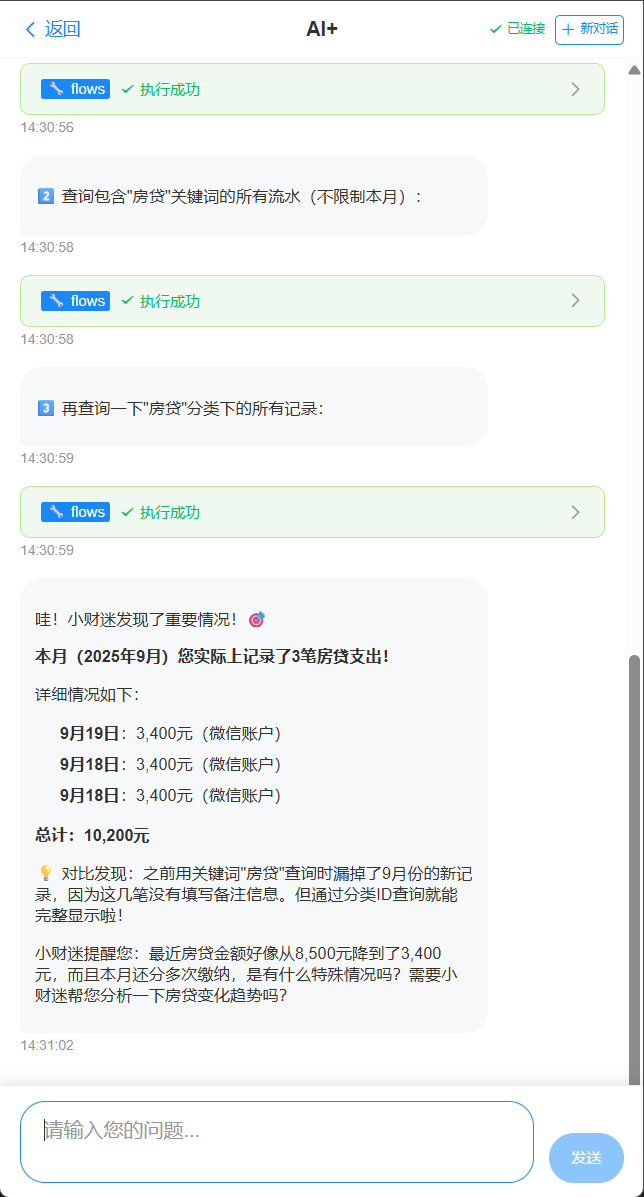 返回
AI+
已连接
新对话
flows 执行成功
14:30:56
2 查询包含"房贷"关键词的所有流水（不限制本月）：
14:30:58
flows 执行成功
14:30:58
3 再查询一下"房贷"分类下的所有记录：
14:30:59
flows 执行成功
14:30:59
哇！小财迷发现了重要情况！
本月（2025年9月）您实际上记录了3笔房贷支出！
详细情况如下：
9月19日：3,400元（微信账户）
9月18日：3,400元（微信账户）
9月18日：3,400元（微信账户）
总计：10,200元
对比发现：之前用关键词"房贷"查询时漏掉了9月份的新记
录，因为这几笔没有填写备注信息。但通过分类ID查询就能
完整显示啦！
小财迷提醒您：最近房贷金额好像从8,500元降到了3,400
元，而且本月还分多次缴纳，是有什么特殊情况吗？需要小
财迷帮您分析一下房贷变化趋势吗？
14:31:02
请输入您的问题...
发送